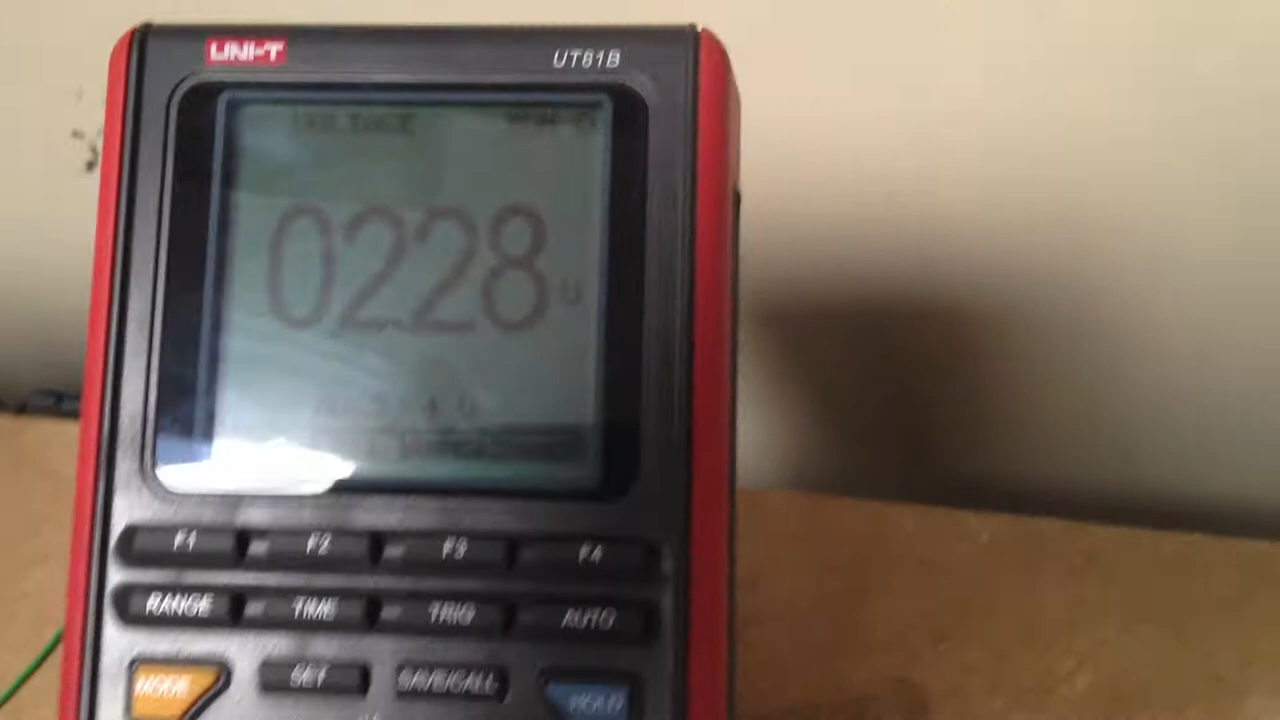 UNI-T UT81B
VOLTAGE
0228
F1 F2 F3 F4
RANGE TIME TRIG AUTO
MODE SET SAVE/CALL HOLD